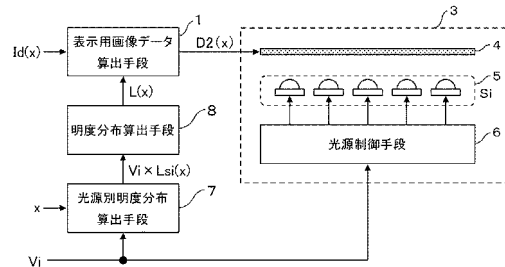 1
3
Id(x)
表示用画像データ
算出手段
D2(x)
4
L(x)
5
Si
明度分布算出手段
8
光源制御手段
6
Vi×Lsi(x)
x
光源別明度分布
算出手段
7
Vi